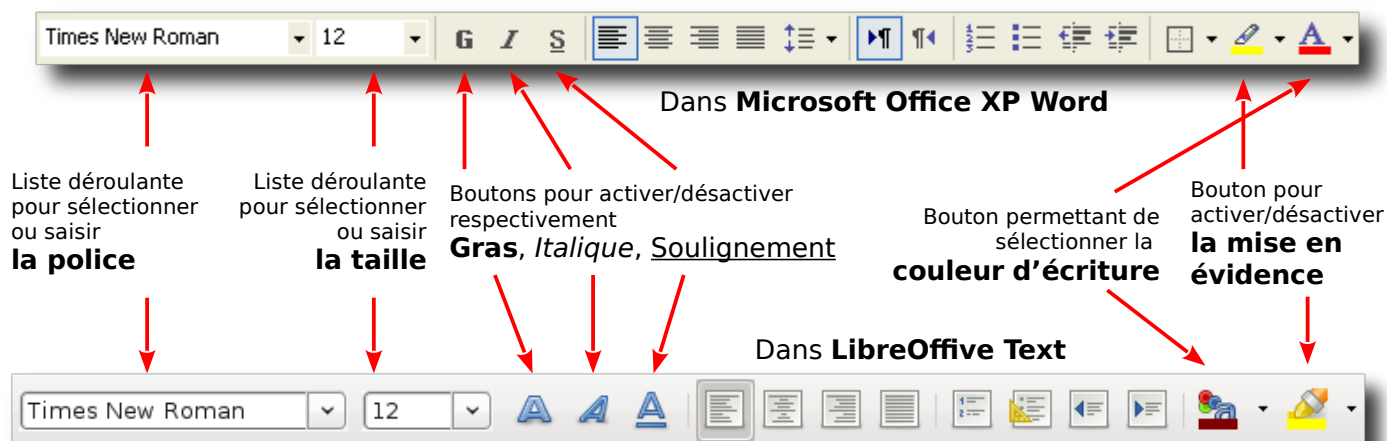 Times New Roman 12 G I S
Dans Microsoft Office XP Word
Liste déroulante
pour sélectionner
ou saisir
la police
Liste déroulante
pour sélectionner
ou saisir
la taille
Boutons pour activer/désactiver
respectivement
Gras, Italique, Soulignement
Bouton permettant de
sélectionner la
couleur d’écriture
Bouton pour
activer/désactiver
la mise en
évidence
Dans LibreOffive Text
Times New Roman 12